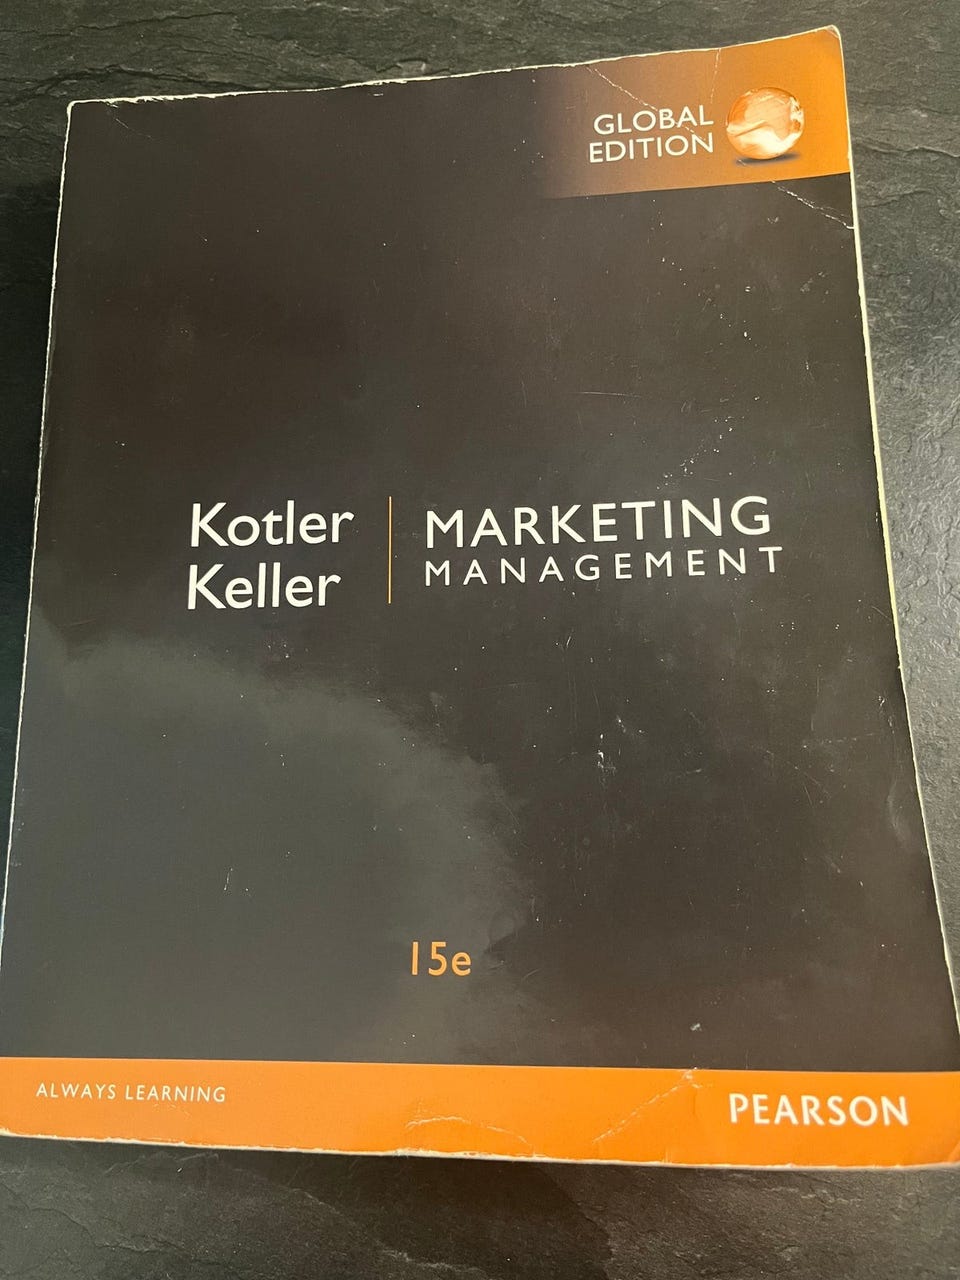 GLOBAL
EDITION
Kotler
Keller
MARKETING
MANAGEMENT
15e
ALWAYS LEARNING
PEARSON